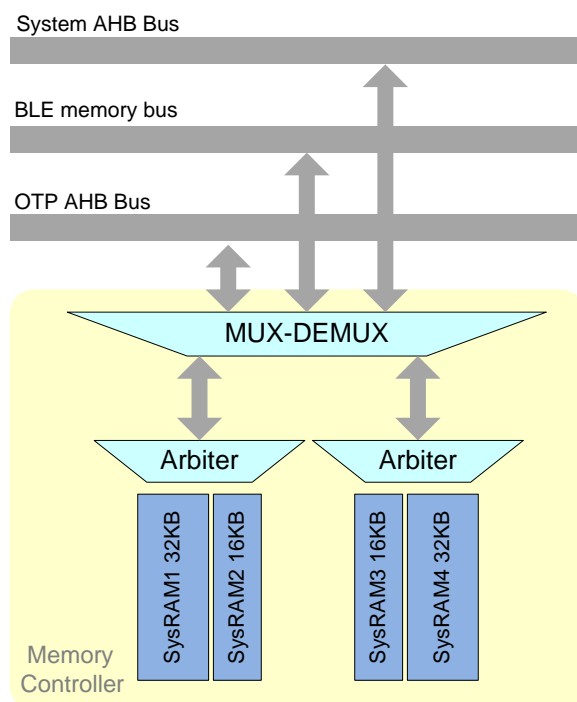 System AHB Bus
BLE memory bus
OTP AHB Bus
MUX-DEMUX
Arbiter
Arbiter
SysRAM1 32KB
SysRAM2 16KB
SysRAM3 16KB
SysRAM4 32KB
Memory
Controller